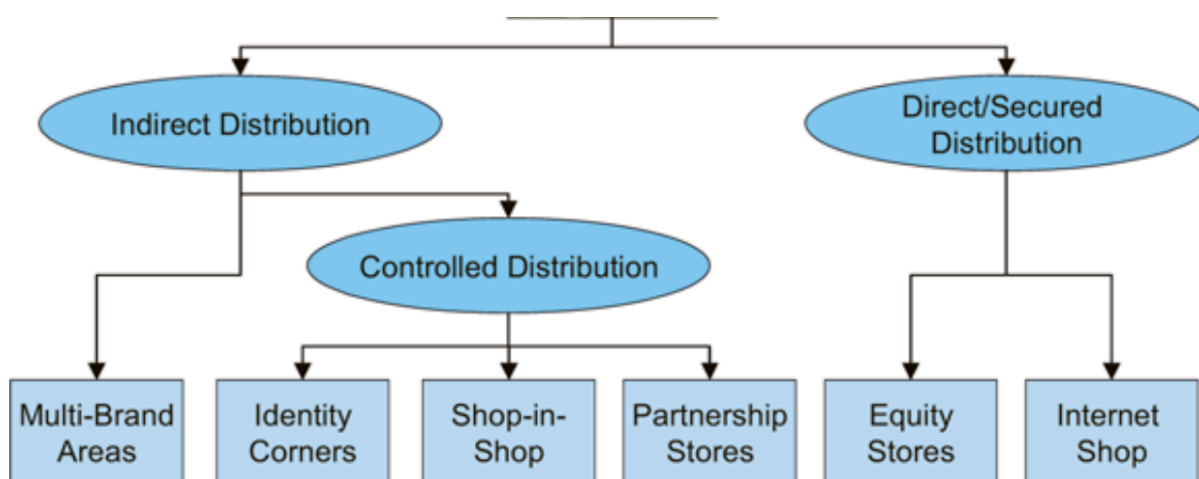 Indirect Distribution
Direct/Secured
Distribution
Controlled Distribution
Multi-Brand
Areas
Identity
Corners
Shop-in-
Shop
Partnership
Stores
Equity
Stores
Internet
Shop